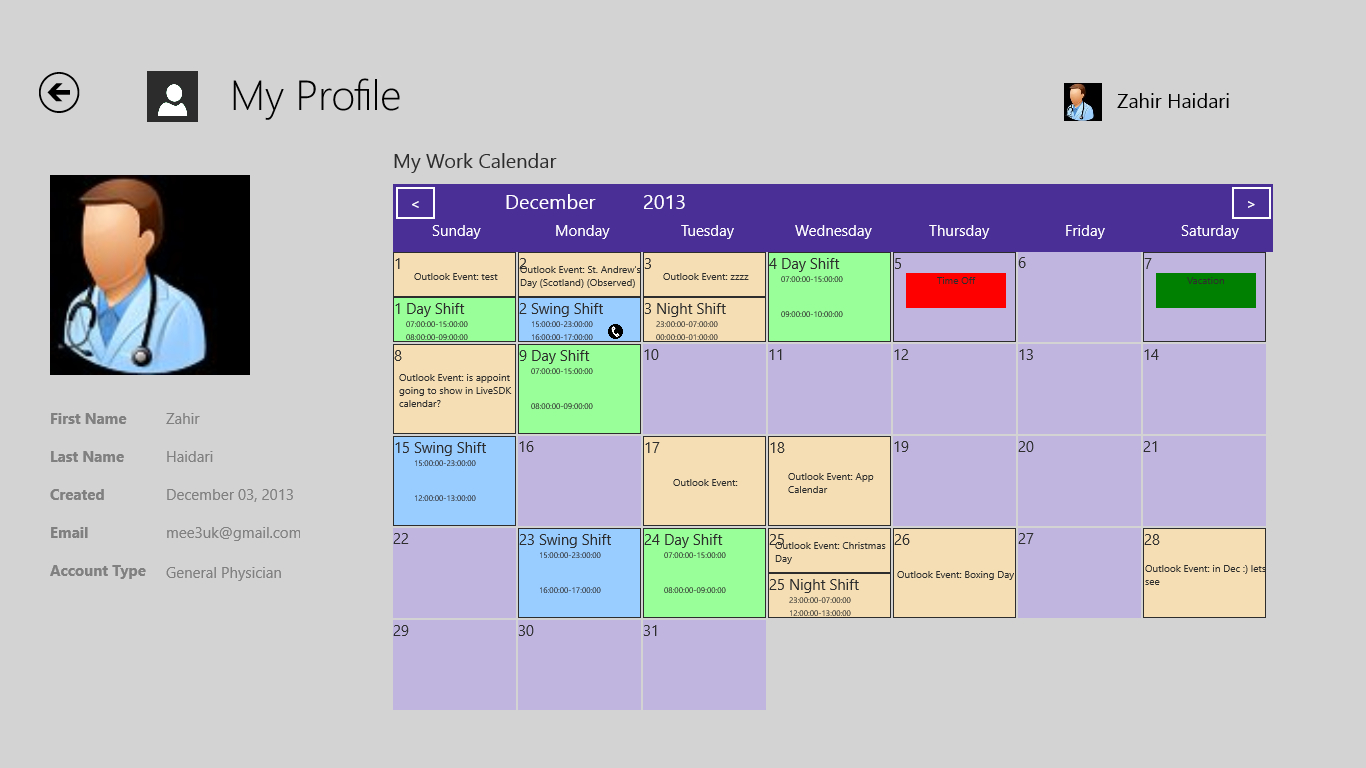 My Profile
Zahir Haidari
My Work Calendar
<
December 2013
>
Sunday Monday Tuesday Wednesday Thursday Friday Saturday
1
Outlook Event: test
1 Day Shift
07:00:00-15:00:00
08:00:00-09:00:00
2
Outlook Event: St. Andrew's
Day (Scotland) (Observed)
2 Swing Shift
15:00:00-23:00:00
16:00:00-17:00:00
3
Outlook Event: zzzz
3 Night Shift
23:00:00-07:00:00
00:00:00-01:00:00
4 Day Shift
07:00:00-15:00:00
09:00:00-10:00:00
5
Time Off
6
7
Vacation
8
Outlook Event: is appoint
going to show in LiveSDK
calendar?
9 Day Shift
07:00:00-15:00:00
08:00:00-09:00:00
10
11
12
13
14
15 Swing Shift
15:00:00-23:00:00
12:00:00-13:00:00
16
17
Outlook Event:
18
Outlook Event: App
Calendar
19
20
21
22
23 Swing Shift
15:00:00-23:00:00
16:00:00-17:00:00
24 Day Shift
07:00:00-15:00:00
08:00:00-09:00:00
25
Outlook Event: Christmas
Day
25 Night Shift
23:00:00-07:00:00
12:00:00-13:00:00
26
Outlook Event: Boxing Day
27
28
Outlook Event: in Dec :) lets
see
29
30
31
First Name Zahir
Last Name Haidari
Created December 03, 2013
Email mee3uk@gmail.com
Account Type General Physician